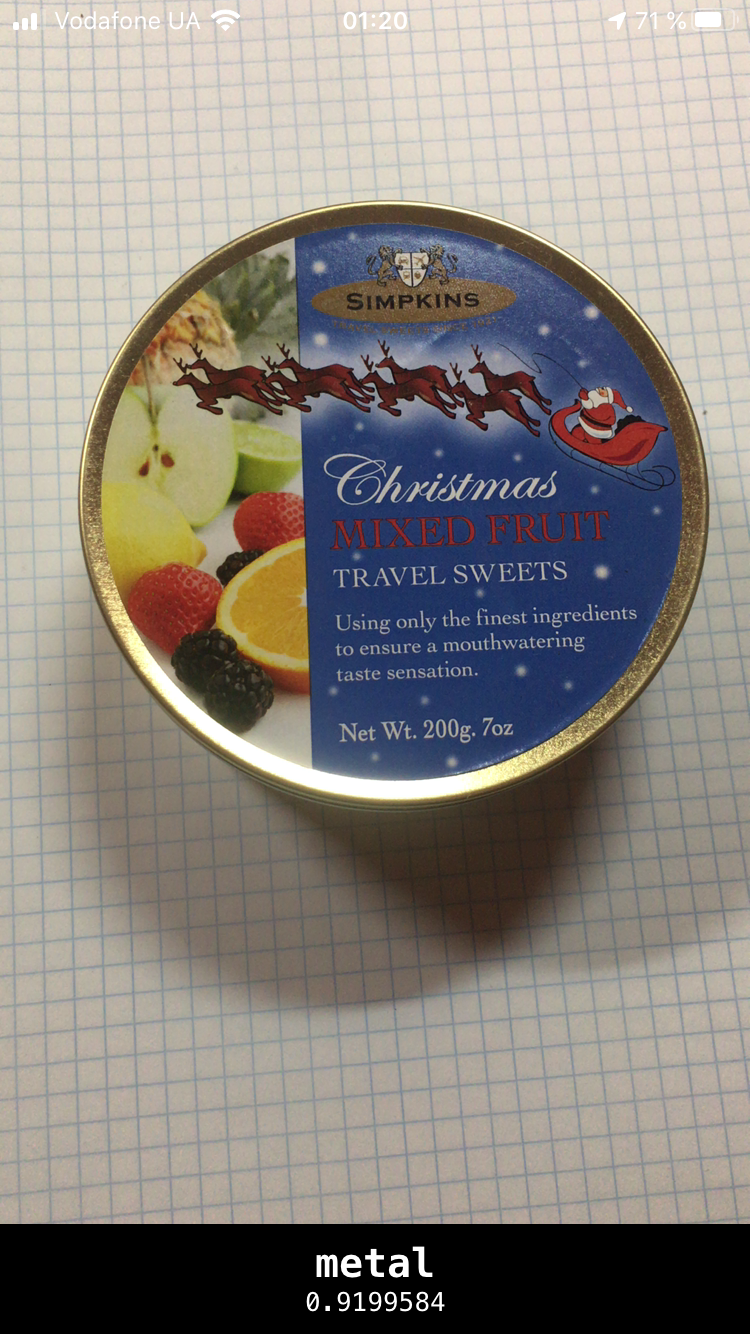 Vodafone UA 01:20 71 %
SIMPKINS
Christmas
MIXED FRUIT
TRAVEL SWEETS
Using only the finest ingredients
to ensure a mouthwatering
taste sensation.
Net Wt. 200g. 7oz
metal
0.9199584